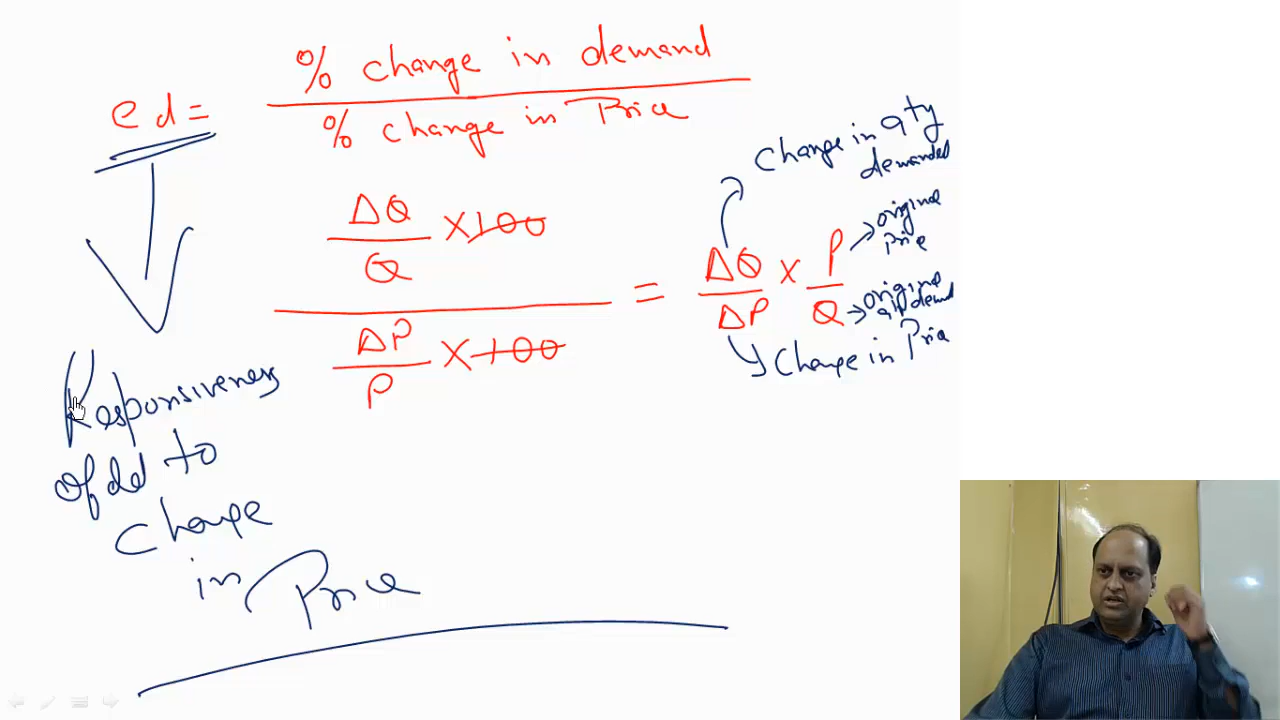 ed = % change in demand
% change in Price
ΔQ × 100
Q
ΔP × 100
P
= ΔQ × P
ΔP Q
Change in qty
demanded
original
price
original
demand
Change in Price
Responsiveness
of dd to
change
in Price